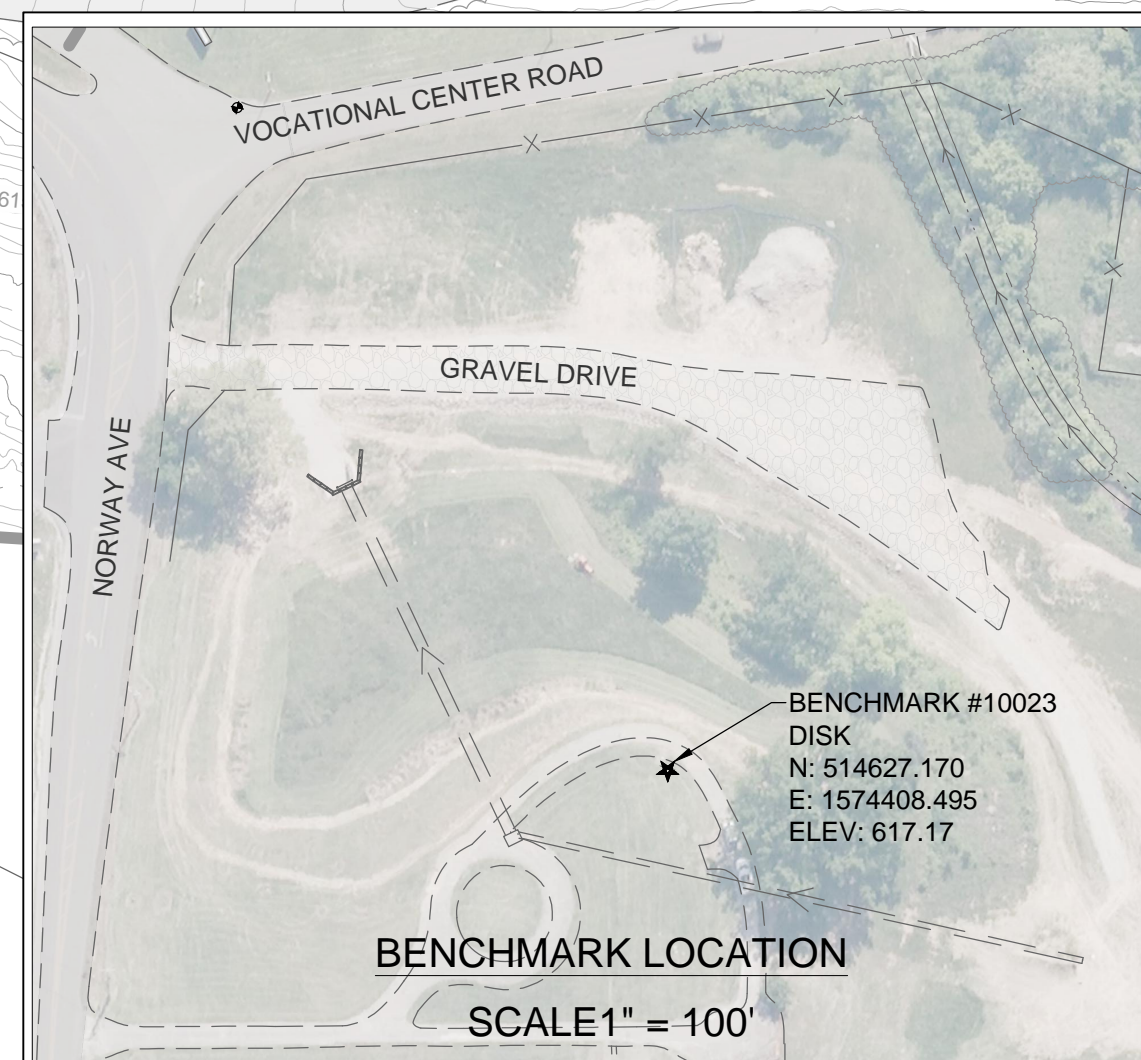 VOCATIONAL CENTER ROAD
61
GRAVEL DRIVE
NORWAY AVE
BENCHMARK #10023
DISK
N: 514627.170
E: 1574408.495
ELEV: 617.17
BENCHMARK LOCATION
SCALE1" = 100'